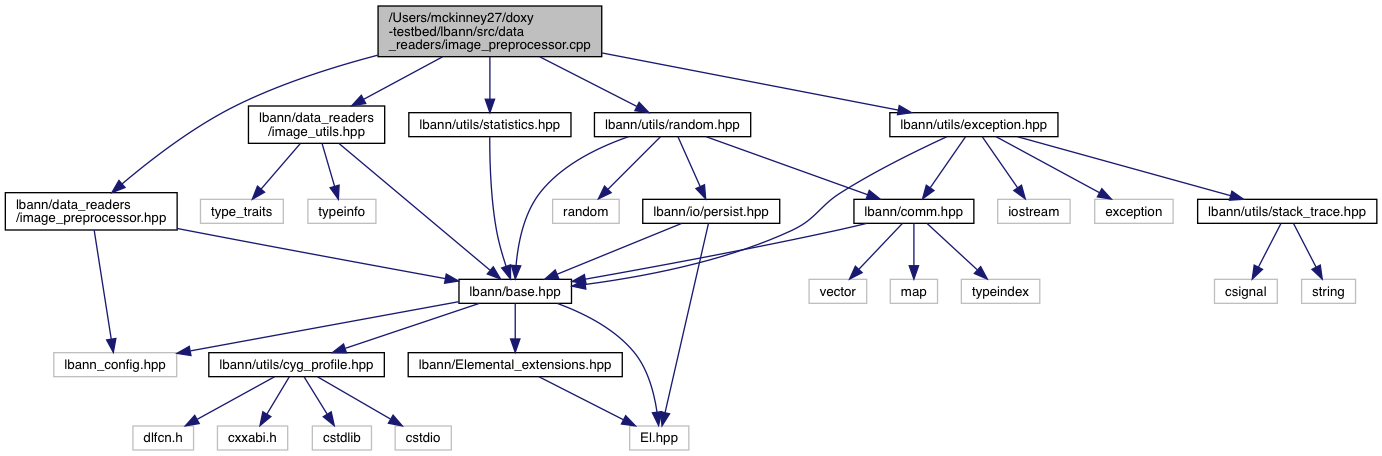 /Users/mckinney27/doxy
-testbed/lbann/src/data
_readers/image_preprocessor.cpp
lbann/data_readers
/image_utils.hpp
lbann/utils/statistics.hpp
lbann/utils/random.hpp
lbann/utils/exception.hpp
lbann/data_readers
/image_preprocessor.hpp
type_traits
typeinfo
random
lbann/io/persist.hpp
lbann/comm.hpp
iostream
exception
lbann/utils/stack_trace.hpp
lbann/base.hpp
vector
map
typeindex
csignal
string
lbann_config.hpp
lbann/utils/cyg_profile.hpp
lbann/Elemental_extensions.hpp
dlfcn.h
cxxabi.h
cstdlib
cstdio
El.hpp